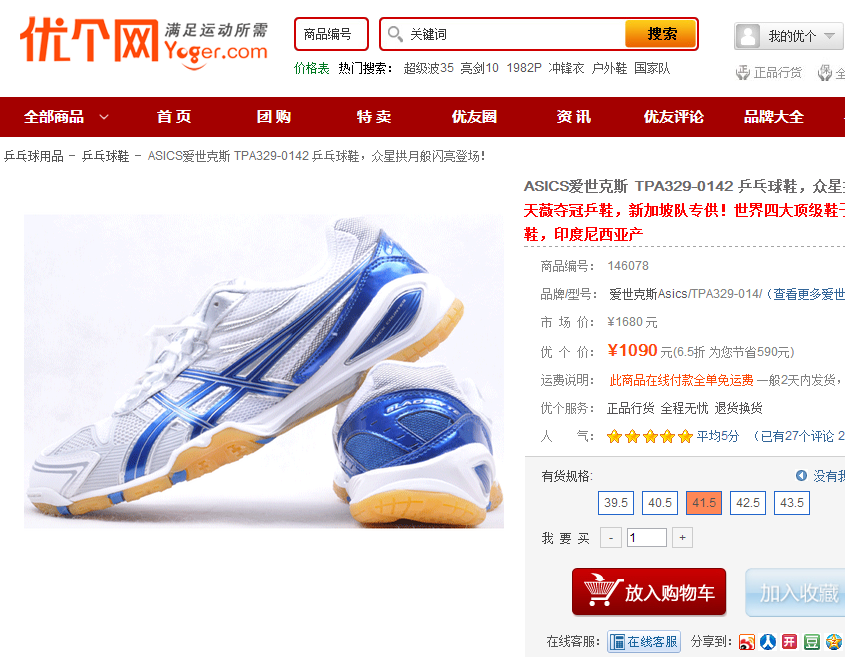 优个网 满足运动所需
Yoger.com
商品编号 关键词 搜索 我的优个
价格表 热门搜索： 超级波35 亮剑10 1982P 冲锋衣 户外鞋 国家队
正品行货 全
全部商品 首页 团购 特卖 优友圈 资讯 优友评论 品牌大全
乒乓球用品 － 乒乓球鞋 － ASICS爱世克斯 TPA329-0142 乒乓球鞋，众星拱月般闪亮登场！
ASICS爱世克斯 TPA329-0142 乒乓球鞋，众星
天薇夺冠乒鞋，新加坡队专供！世界四大顶级鞋
鞋，印度尼西亚产
商品编号： 146078
品牌/型号： 爱世克斯Asics/TPA329-014/（查看更多爱世
市 场 价： ¥1680 元
优 个 价： ¥1090 元(6.5折 为您节省590元)
运费说明： 此商品在线付款全单免运费 一般2天内发货，
优个服务： 正品行货 全程无忧 退货换货
人 气： 平均5分 （已有27个评论 2
有货规格: 没有我
39.5 40.5 41.5 42.5 43.5
我 要 买 - 1 +
放入购物车 加入收藏
在线客服： 在线客服 分享到：
BLADE